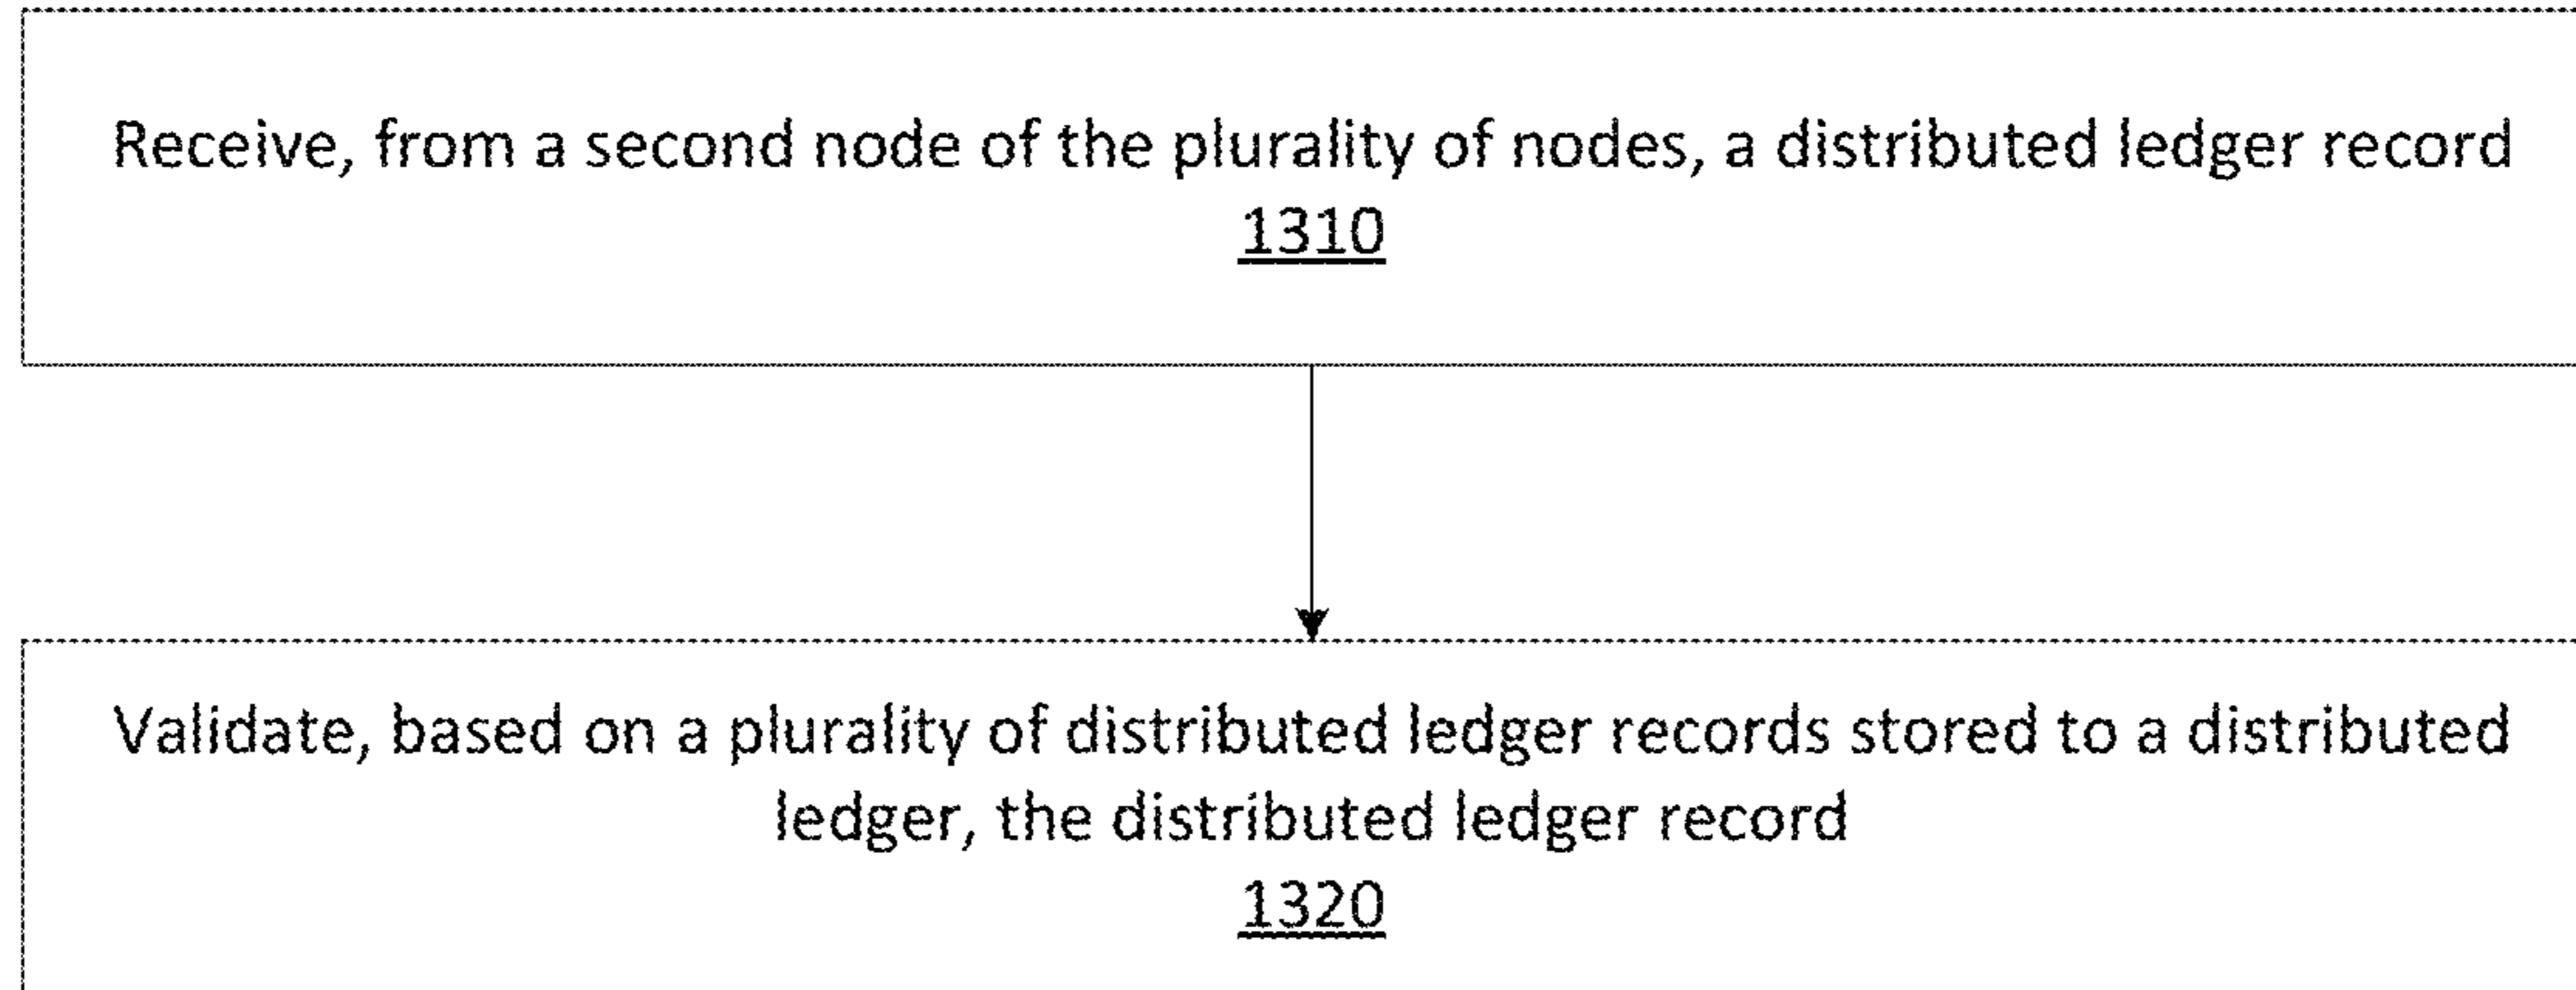 Receive, from a second node of the plurality of nodes, a distributed ledger record
1310
Validate, based on a plurality of distributed ledger records stored to a distributed
ledger, the distributed ledger record
1320